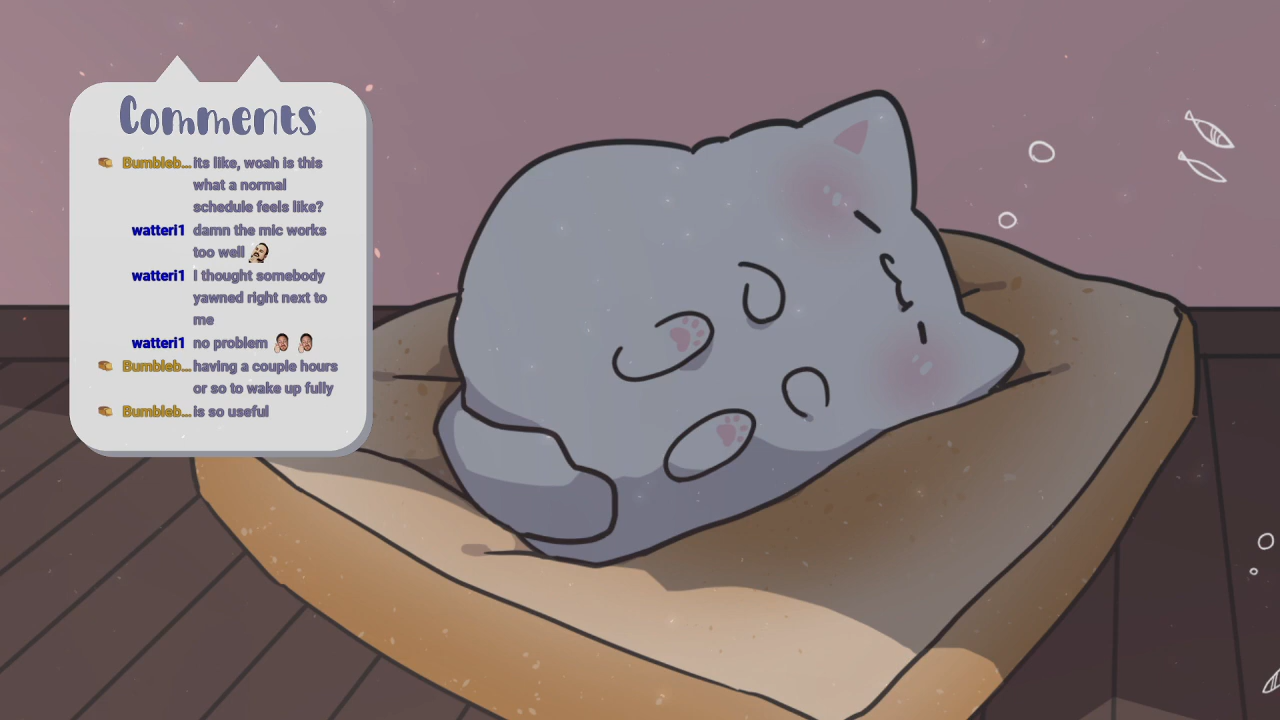 Comments
Bumbleb... its like, woah is this
what a normal
schedule feels like?
watteri1 damn the mic works
too well
watteri1 I thought somebody
yawned right next to
me
watteri1 no problem
Bumbleb... having a couple hours
or so to wake up fully
Bumbleb... is so useful